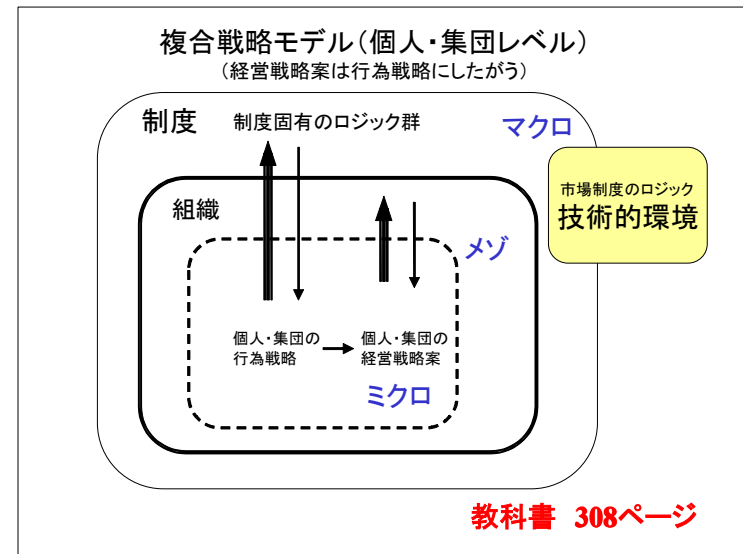 複合戦略モデル(個人・集団レベル)
(経営戦略案は行為戦略にしたがう)
制度
制度固有のロジック群
マクロ
市場制度のロジック
技術的環境
組織
メゾ
個人・集団の
行為戦略
個人・集団の
経営戦略案
ミクロ
教科書 308ページ